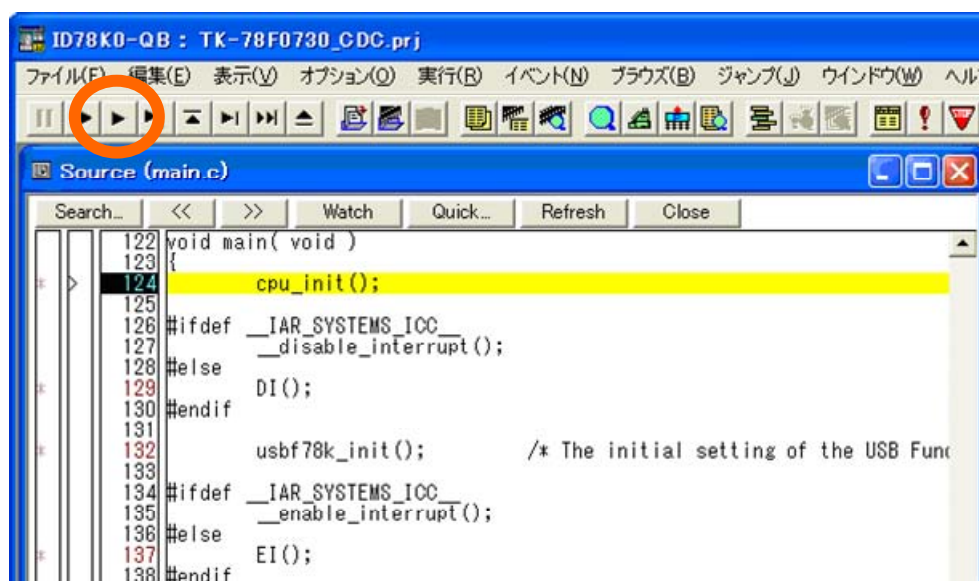 ID78K0-QB : TK-78F0730_CDC.prj
ファイル(F) 編集(E) 表示(V) オプション(O) 実行(R) イベント(N) ブラウズ(B) ジャンプ(J) ウインドウ(W)
Source (main.c)
Search... << >> Watch Quick... Refresh Close
122 void main( void )
123 {
124 cpu_init();
125
126 #ifdef __IAR_SYSTEMS_ICC__
127 __disable_interrupt();
128 #else
129 DI();
130 #endif
131
132 usbf78k_init(); /* The initial setting of the USB Func
133
134 #ifdef __IAR_SYSTEMS_ICC__
135 __enable_interrupt();
136 #else
137 EI();
138 #endif